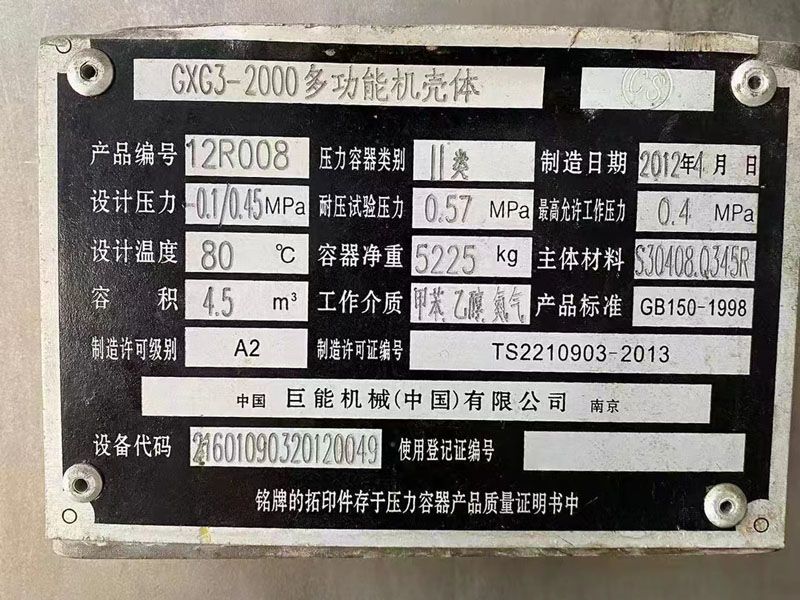 GXG3-2000多功能机壳体 CS
产品编号 12R008 压力容器类别 II类 制造日期 2012年4月 日
设计压力 -0.1/0.45MPa 耐压试验压力 0.57 MPa 最高允许工作压力 0.4 MPa
设计温度 80 ℃ 容器净重 5225 kg 主体材料 S30408.Q345R
容 积 4.5 m³ 工作介质 甲苯.乙醇.氮气 产品标准 GB150-1998
制造许可级别 A2 制造许可证编号 TS2210903-2013
中国 巨能机械(中国)有限公司 南京
设备代码 21601090320120049 使用登记证编号
铭牌的拓印件存于压力容器产品质量证明书中